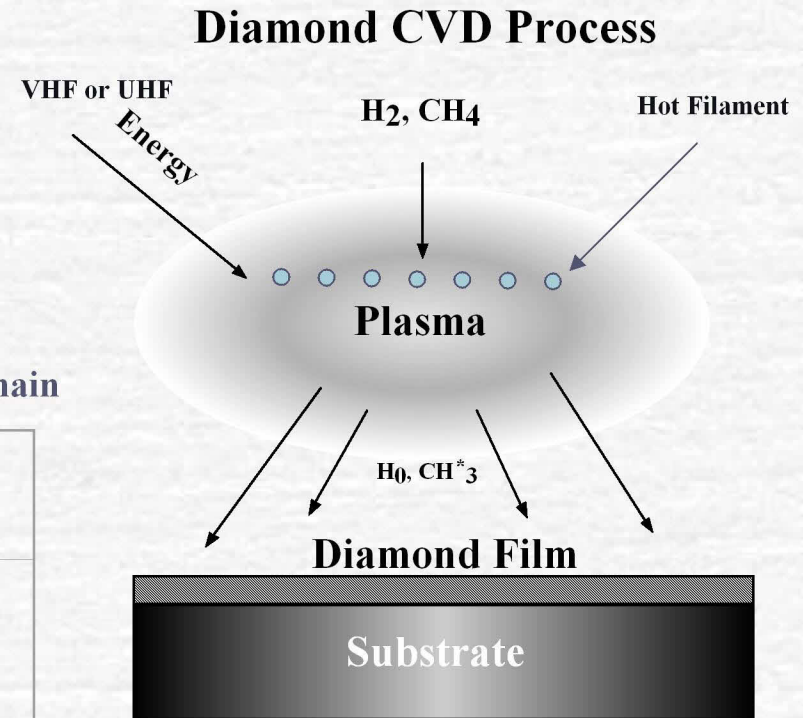 Diamond CVD Process
VHF or UHF
Energy
H2, CH4
Hot Filament
Plasma
H0, CH*3
Diamond Film
Substrate